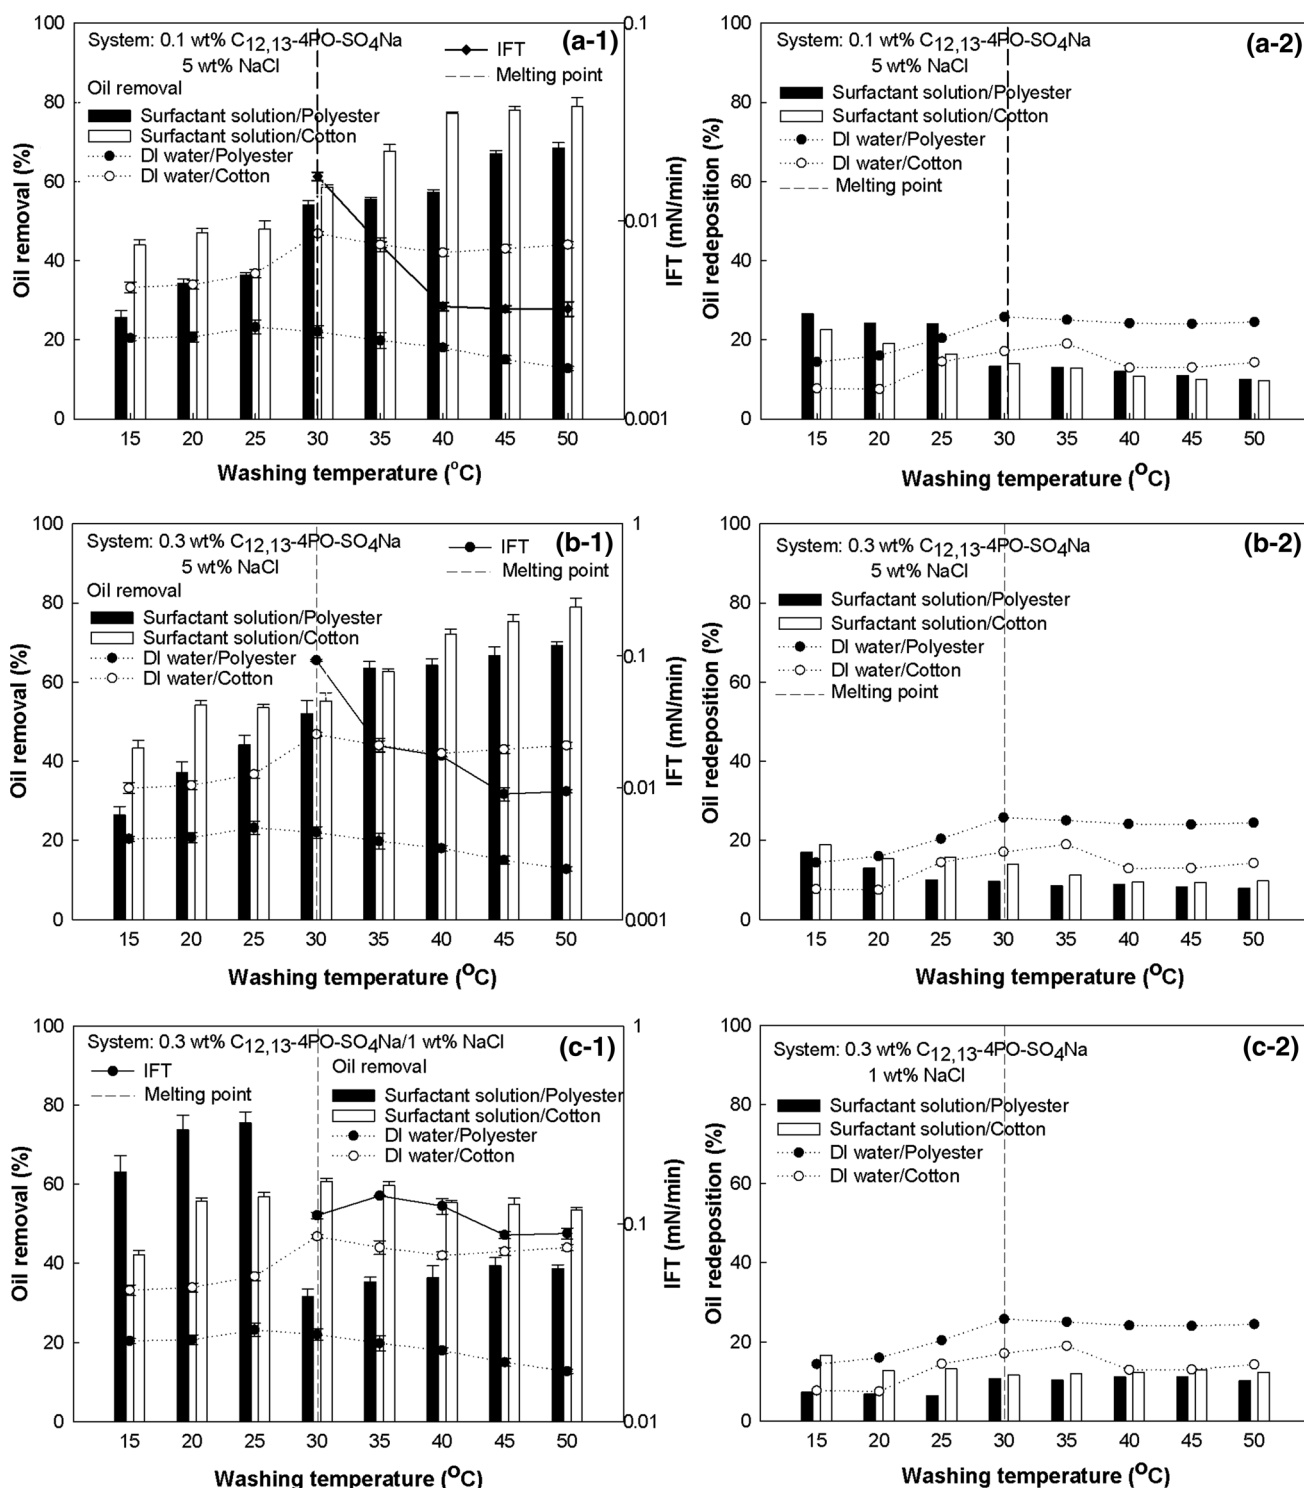 (a-1)
System: 0.1 wt% C12,13-4PO-SO4Na
5 wt% NaCl
Oil removal
Surfactant solution/Polyester
Surfactant solution/Cotton
DI water/Polyester
DI water/Cotton
IFT
Melting point
100
80
60
40
20
0
Oil removal (%)
0.1
0.01
0.001
IFT (mN/min)
15 20 25 30 35 40 45 50
Washing temperature (°C)
(a-2)
System: 0.1 wt% C12,13-4PO-SO4Na
5 wt% NaCl
Surfactant solution/Polyester
Surfactant solution/Cotton
DI water/Polyester
DI water/Cotton
Melting point
100
80
60
40
20
0
Oil redeposition (%)
15 20 25 30 35 40 45 50
Washing temperature (°C)
(b-1)
System: 0.3 wt% C12,13-4PO-SO4Na
5 wt% NaCl
Oil removal
Surfactant solution/Polyester
Surfactant solution/Cotton
DI water/Polyester
DI water/Cotton
IFT
Melting point
100
80
60
40
20
0
Oil removal (%)
1
0.1
0.01
0.001
IFT (mN/min)
15 20 25 30 35 40 45 50
Washing temperature (°C)
(b-2)
System: 0.3 wt% C12,13-4PO-SO4Na
5 wt% NaCl
Surfactant solution/Polyester
Surfactant solution/Cotton
DI water/Polyester
DI water/Cotton
Melting point
100
80
60
40
20
0
Oil redeposition (%)
15 20 25 30 35 40 45 50
Washing temperature (°C)
(c-1)
System: 0.3 wt% C12,13-4PO-SO4Na/1 wt% NaCl
IFT
Melting point
Oil removal
Surfactant solution/Polyester
Surfactant solution/Cotton
DI water/Polyester
DI water/Cotton
100
80
60
40
20
0
Oil removal (%)
1
0.1
0.01
IFT (mN/min)
15 20 25 30 35 40 45 50
Washing temperature (°C)
(c-2)
System: 0.3 wt% C12,13-4PO-SO4Na
1 wt% NaCl
Surfactant solution/Polyester
Surfactant solution/Cotton
DI water/Polyester
DI water/Cotton
100
80
60
40
20
0
Oil redeposition (%)
15 20 25 30 35 40 45 50
Washing temperature (°C)